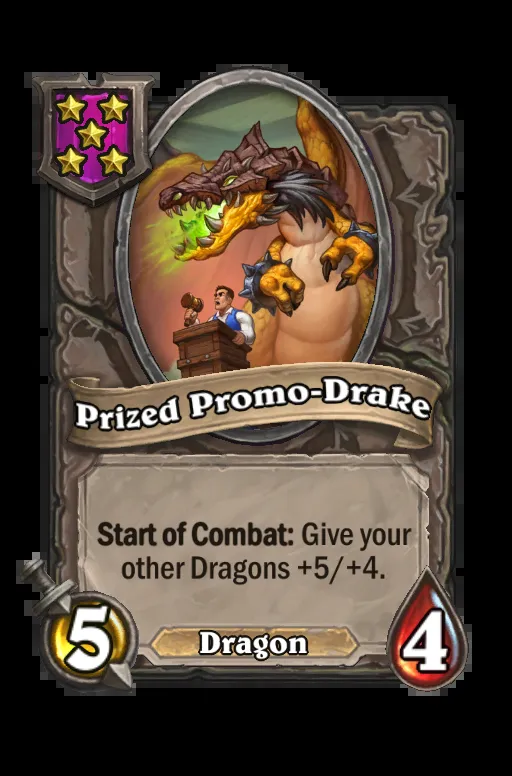 Prized Promo-Drake
Start of Combat: Give your
other Dragons +5/+4.
5
Dragon
4